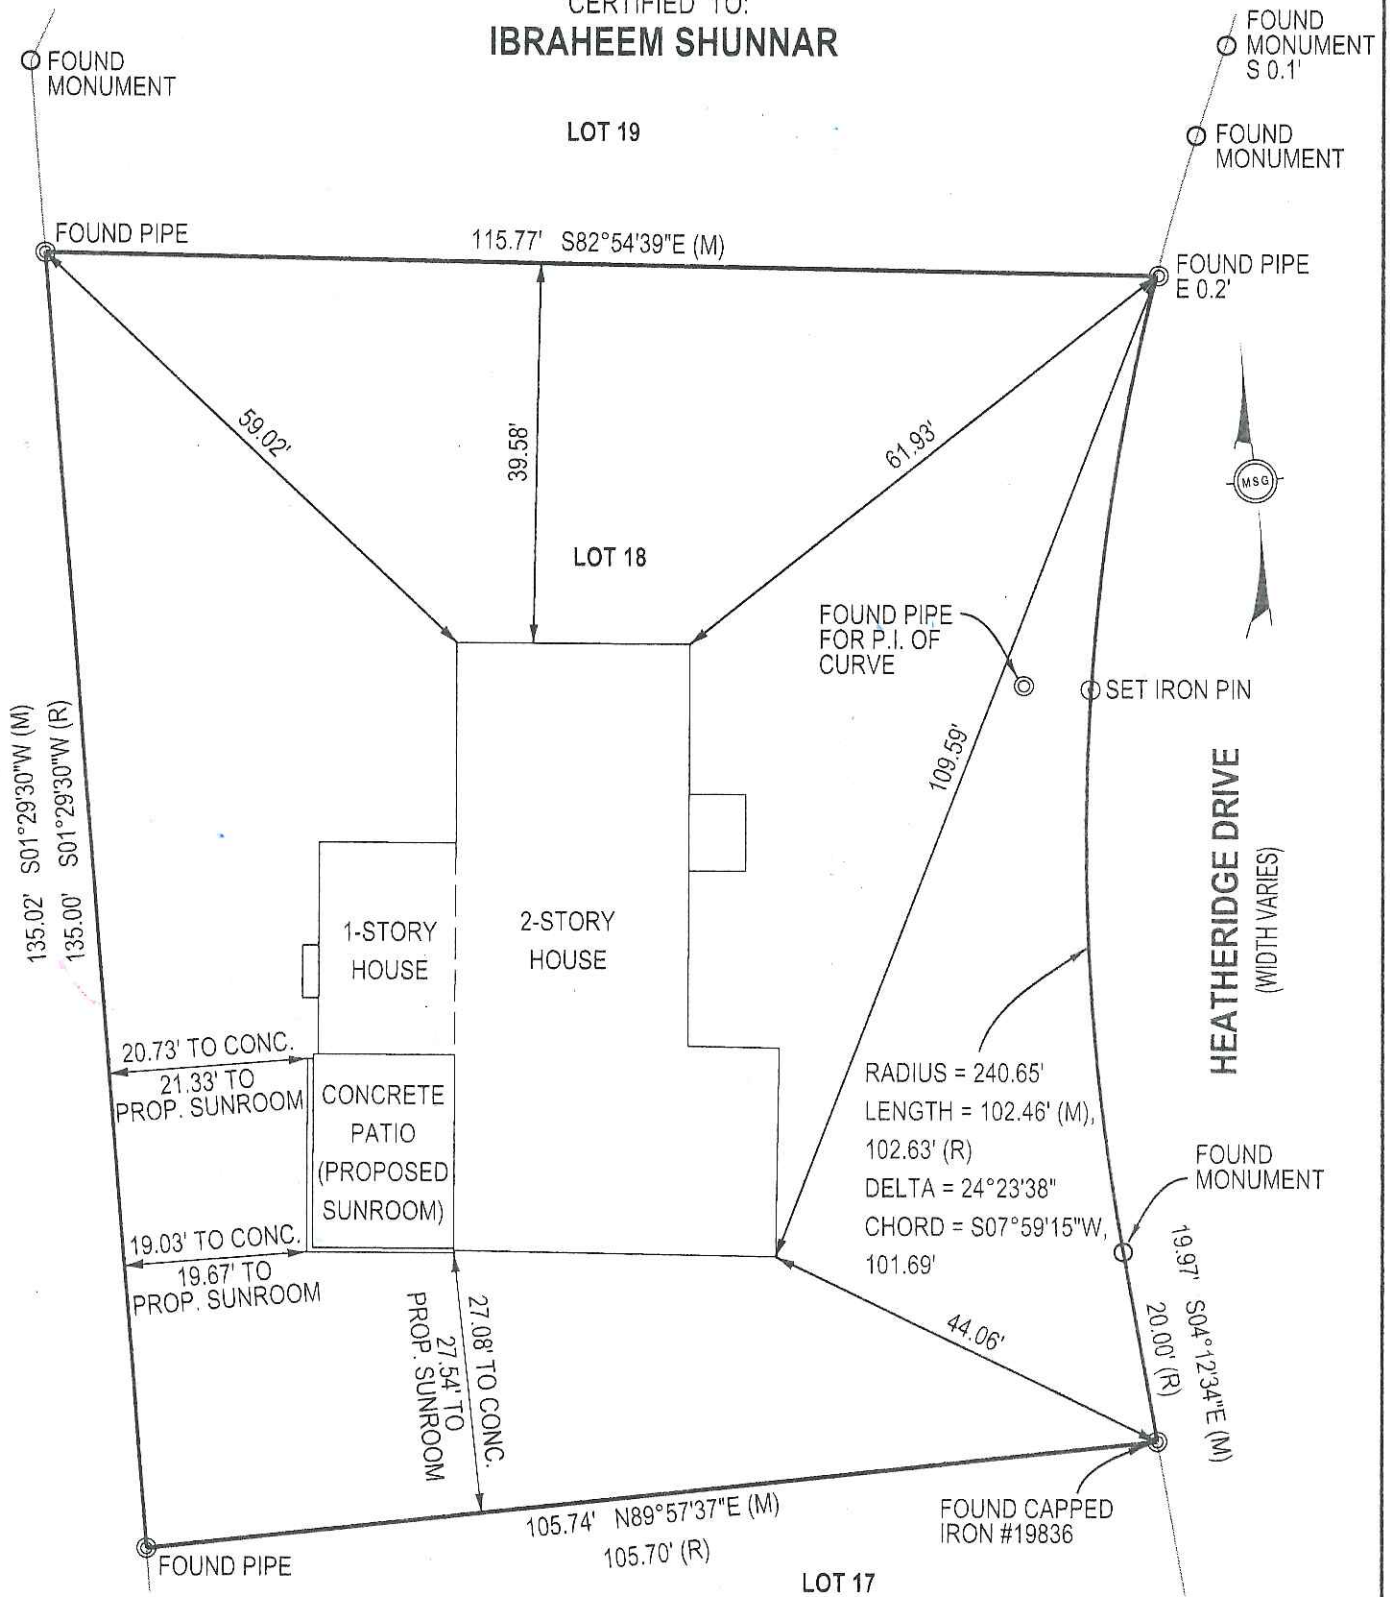 CERTIFIED TO:
IBRAHEEM SHUNNAR
FOUND
MONUMENT
FOUND
MONUMENT
S 0.1'
LOT 19
FOUND
MONUMENT
FOUND PIPE
115.77' S82°54'39"E (M)
FOUND PIPE
E 0.2'
59.02'
39.58'
61.93'
MSG
LOT 18
FOUND PIPE
FOR P.I. OF
CURVE
SET IRON PIN
109.59'
135.02' S01°29'30"W (M)
135.00' S01°29'30"W (R)
HEATHERIDGE DRIVE
(WIDTH VARIES)
1-STORY
HOUSE
2-STORY
HOUSE
20.73' TO CONC.
21.33' TO
PROP. SUNROOM
CONCRETE
PATIO
(PROPOSED
SUNROOM)
RADIUS = 240.65'
LENGTH = 102.46' (M),
102.63' (R)
DELTA = 24°23'38"
CHORD = S07°59'15"W,
101.69'
FOUND
MONUMENT
19.03' TO CONC.
19.67' TO
PROP. SUNROOM
27.08' TO CONC.
27.54' TO
PROP. SUNROOM
44.06'
19.97' S04°12'34"E (M)
20.00' (R)
FOUND CAPPED
IRON #19836
105.74' N89°57'37"E (M)
105.70' (R)
FOUND PIPE
LOT 17